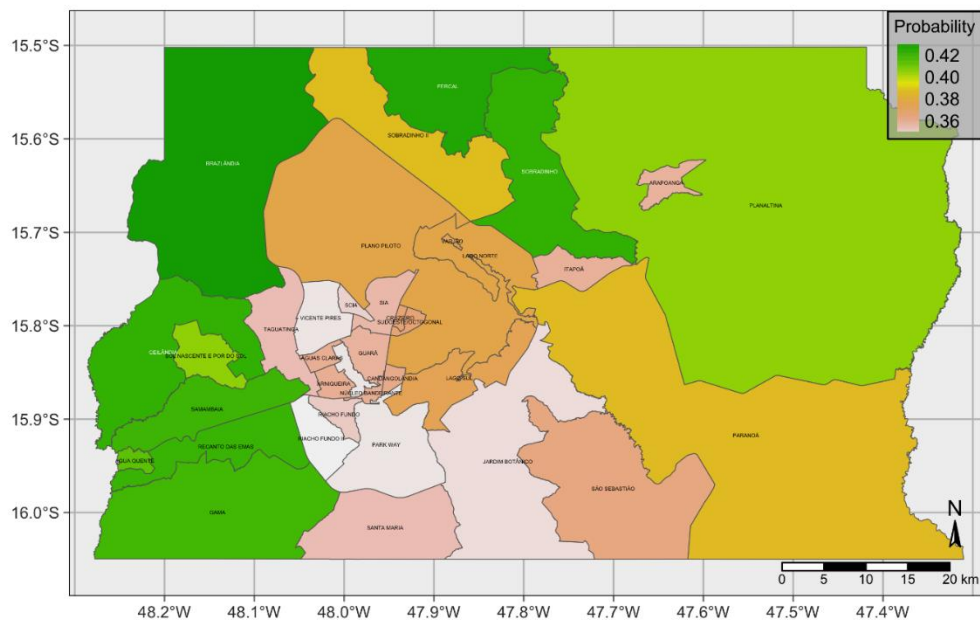 Probability
0.42
0.40
0.38
0.36
15.5°S
15.6°S
15.7°S
15.8°S
15.9°S
16.0°S
FERCAL
SOBRADINHO II
BRAZLÂNDIA
SOBRADINHO
ARAPOANGA
PLANALTINA
PLANO PILOTO
VARJÃO
LAGO NORTE
ITAPOÃ
SCIA
SIA
VICENTE PIRES
CRUZEIRO
SUDOESTE/OCTOGONAL
TAGUATINGA
CEILÂNDIA
SOL NASCENTE E POR DO SOL
ÁGUAS CLARAS
GUARÁ
ARNIQUEIRA
CANDANGOLÂNDIA
LAGO SUL
NÚCLEO BANDEIRANTE
SAMAMBAIA
RIACHO FUNDO
PARANOÁ
RECANTO DAS EMAS
RIACHO FUNDO II
PARK WAY
ÁGUA QUENTE
JARDIM BOTÂNICO
SÃO SEBASTIÃO
GAMA
SANTA MARIA
N
0 5 10 15 20 km
48.2°W 48.1°W 48.0°W 47.9°W 47.8°W 47.7°W 47.6°W 47.5°W 47.4°W